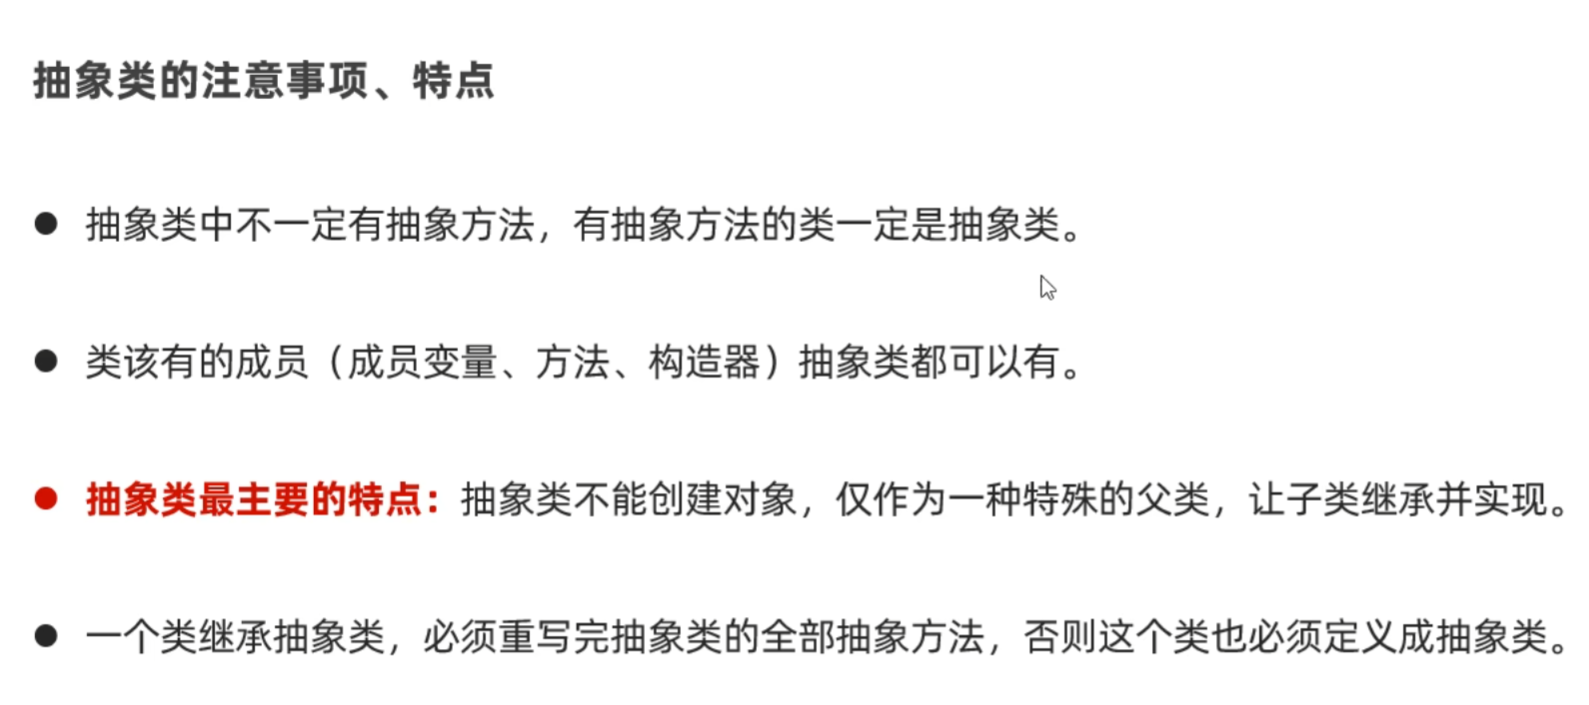 抽象类的注意事项、特点
● 抽象类中不一定有抽象方法，有抽象方法的类一定是抽象类。
● 类该有的成员（成员变量、方法、构造器）抽象类都可以有。
● 抽象类最主要的特点：抽象类不能创建对象，仅作为一种特殊的父类，让子类继承并实现。
● 一个类继承抽象类，必须重写完抽象类的全部抽象方法，否则这个类也必须定义成抽象类。